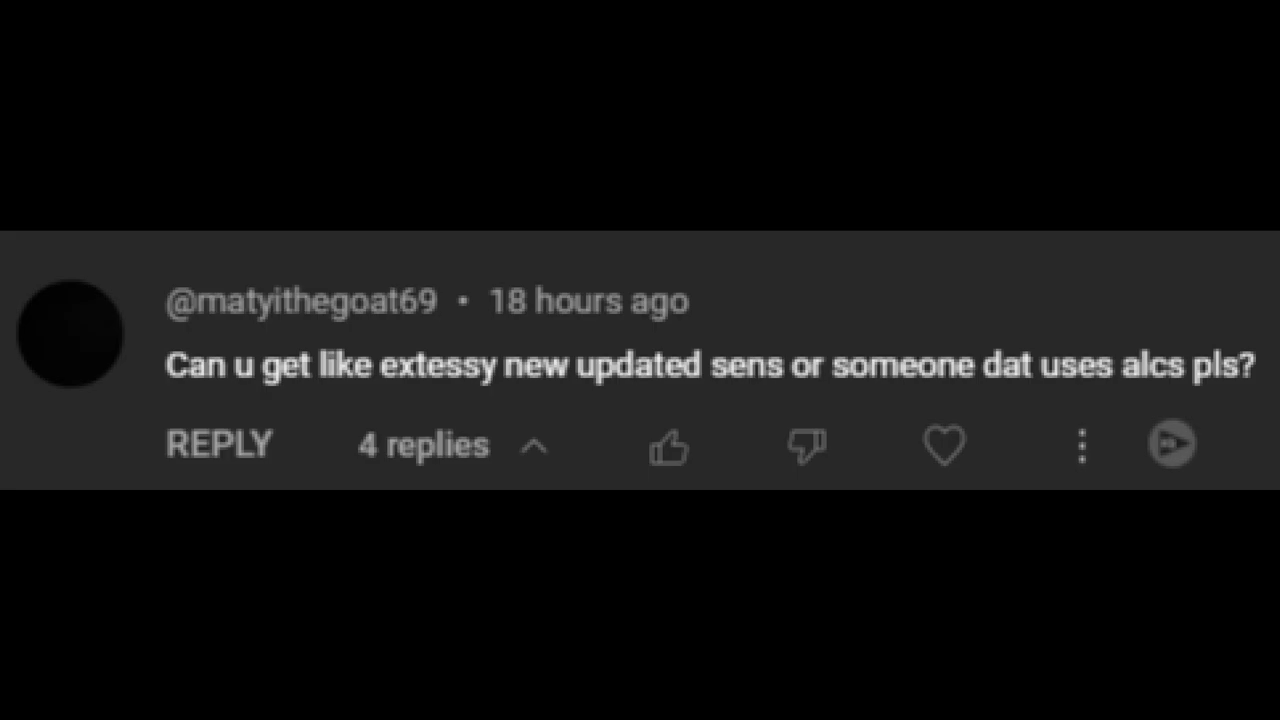 @matyithegoat69 • 18 hours ago
Can u get like extessy new updated sens or someone dat uses alcs pls?
REPLY 4 replies